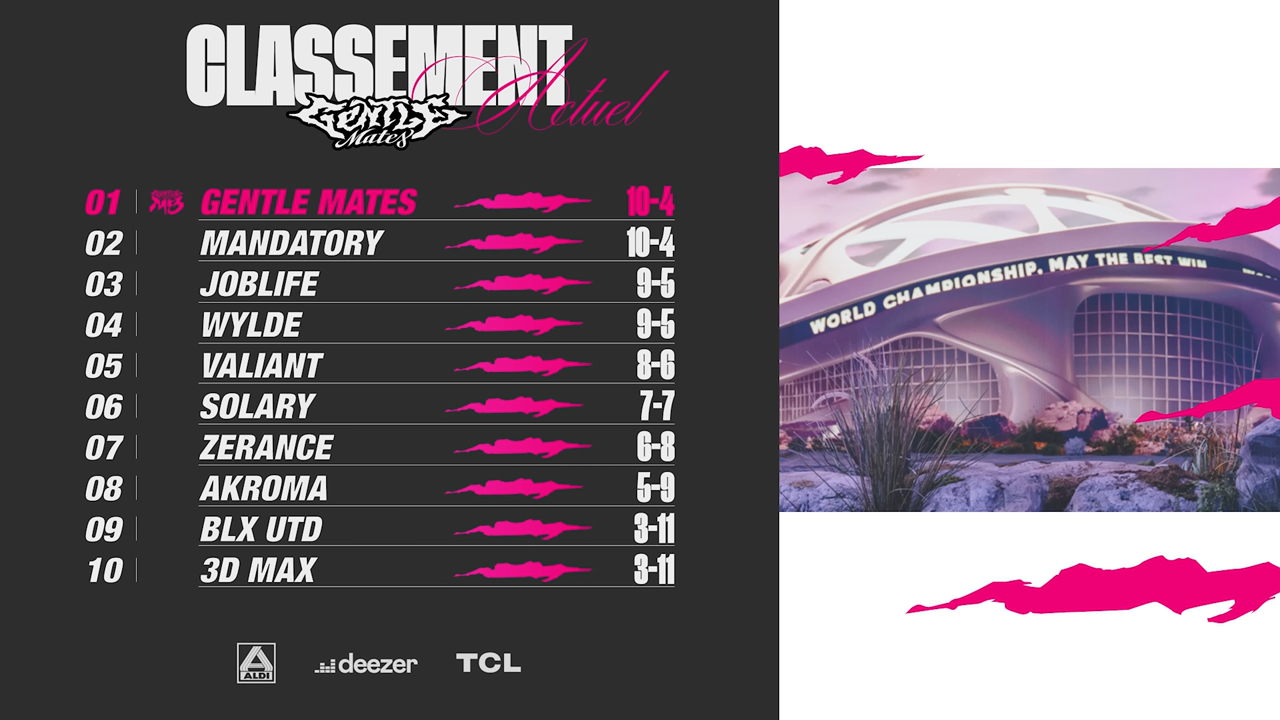 CLASSEMENT
Actuel
GENTLE
Mates
01 GENTLE MATES 10-4
02 MANDATORY 10-4
03 JOBLIFE 9-5
04 WYLDE 9-5
05 VALIANT 8-6
06 SOLARY 7-7
07 ZERANCE 6-8
08 AKROMA 5-9
09 BLX UTD 3-11
10 3D MAX 3-11
WORLD CHAMPIONSHIP, MAY THE BEST WIN
ALDI
deezer
TCL